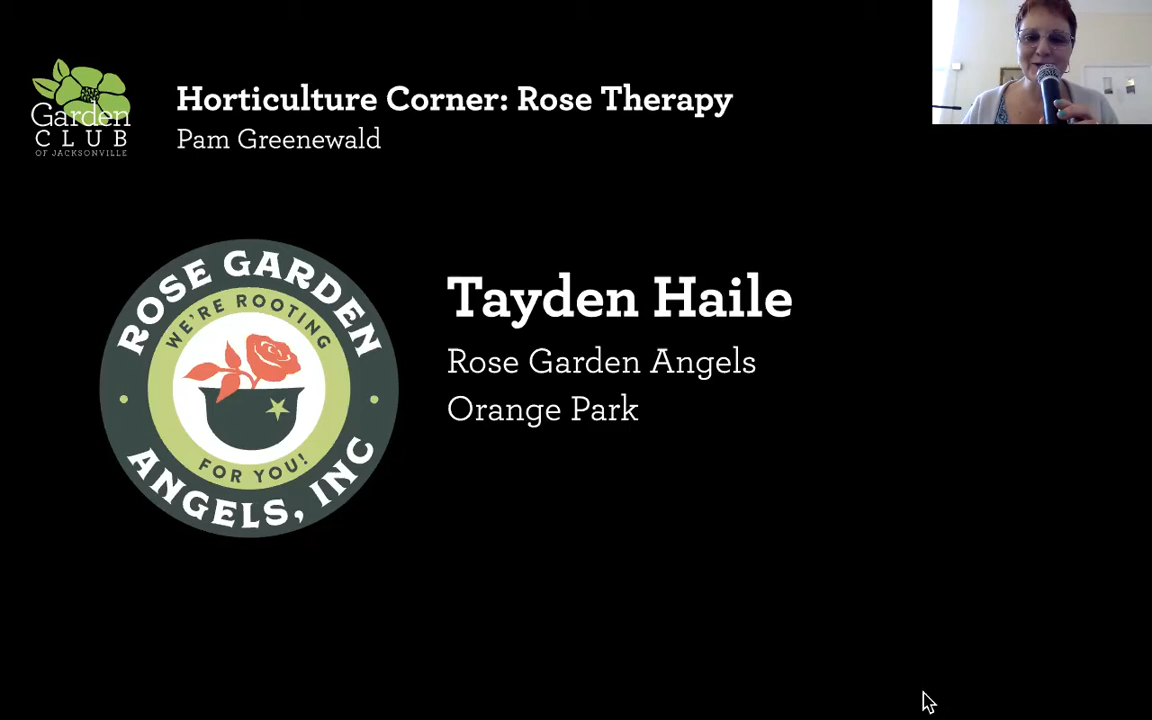 Garden
CLUB
OF JACKSONVILLE
Horticulture Corner: Rose Therapy
Pam Greenewald
ROSE GARDEN
WE'RE ROOTING
FOR YOU!
ANGELS, INC
Tayden Haile
Rose Garden Angels
Orange Park